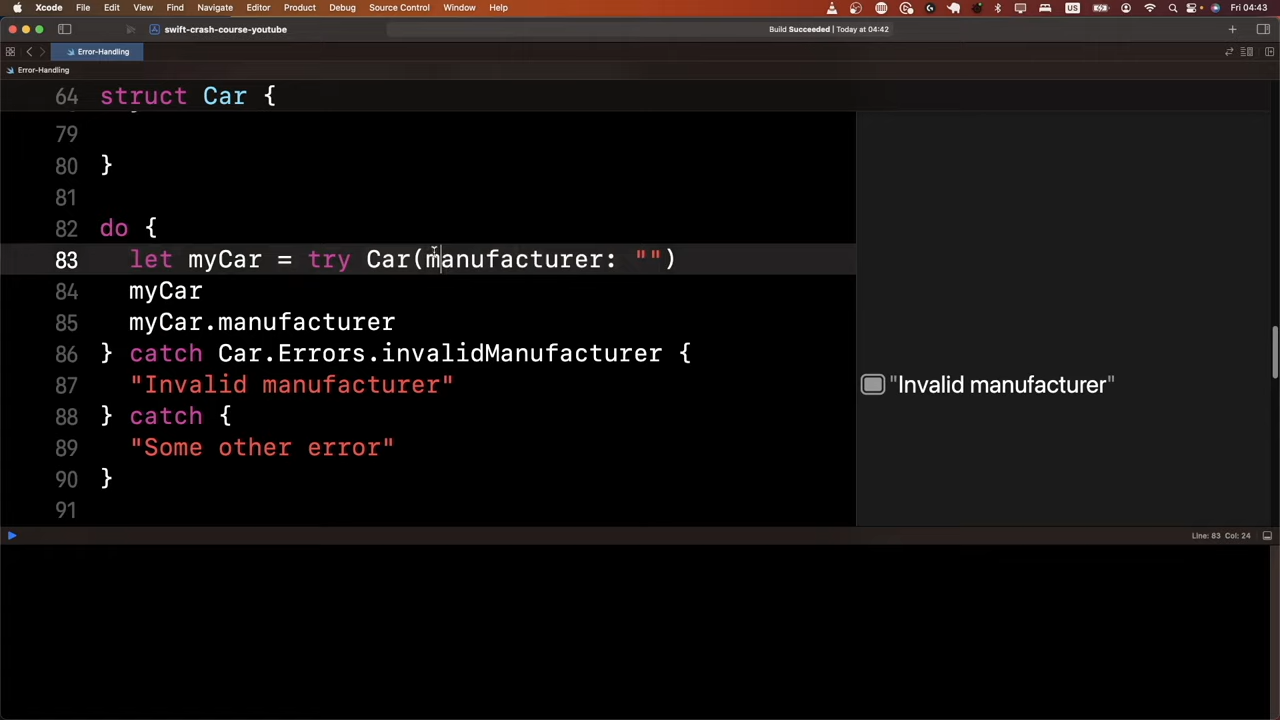 Xcode File Edit View Find Navigate Editor Product Debug Source Control Window Help Fri 04:43
swift-crash-course-youtube Build Succeeded | Today at 04:42
Error-Handling
Error-Handling
64 struct Car {
79
80 }
81
82 do {
83 let myCar = try Car(manufacturer: "")
84 myCar
85 myCar.manufacturer
86 } catch Car.Errors.invalidManufacturer {
87 "Invalid manufacturer" "Invalid manufacturer"
88 } catch {
89 "Some other error"
90 }
91
Line: 83 Col: 24